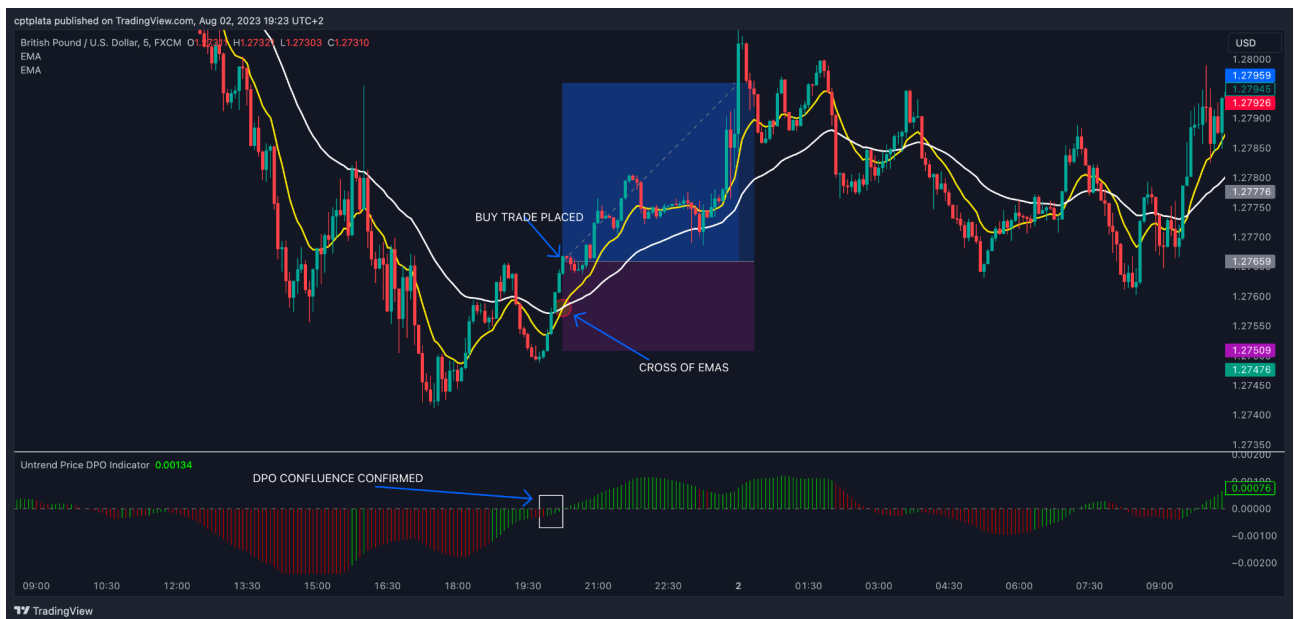 cptplata published on TradingView.com, Aug 02, 2023 19:23 UTC+2
British Pound / U.S. Dollar, 5, FXCM O1.27311 H1.27321 L1.27303 C1.27310
EMA
EMA
USD
1.28000
1.27959
1.27945
1.27926
1.27900
1.27850
1.27800
1.27776
1.27750
BUY TRADE PLACED
1.27700
1.27659
1.27600
1.27550
1.27509
CROSS OF EMAS
1.27476
1.27450
1.27400
1.27350
0.00200
Untrend Price DPO Indicator 0.00134
DPO CONFLUENCE CONFIRMED
0.00076
0.00000
−0.00100
−0.00200
09:00 10:30 12:00 13:30 15:00 16:30 18:00 19:30 21:00 22:30 2 01:30 03:00 04:30 06:00 07:30 09:00
TradingView